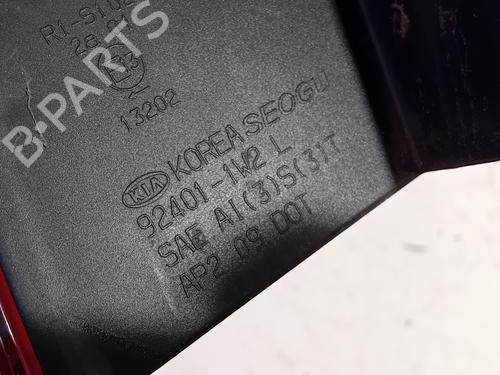 B-PARTS
13202
KIA KOREA SEOGU
92401-1W2 L
SAE AI(3)S(3)T
AP2 09 DOT